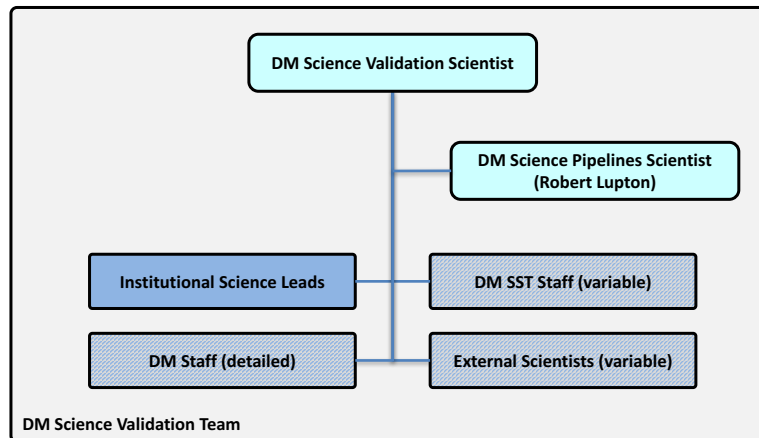 DM Science Validation Scientist
DM Science Pipelines Scientist
(Robert Lupton)
Institutional Science Leads
DM SST Staff (variable)
DM Staff (detailed)
External Scientists (variable)
DM Science Validation Team